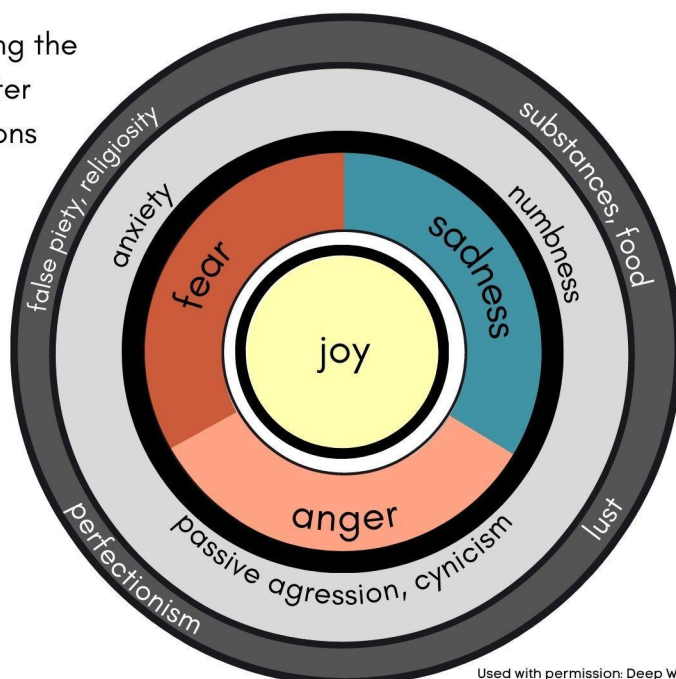 ng the
ter
ons
false piety, religiosity
substances, food
anxiety
numbness
fear
sadness
joy
anger
passive agression, cynicism
perfectionism
lust
Used with permission: Deep W